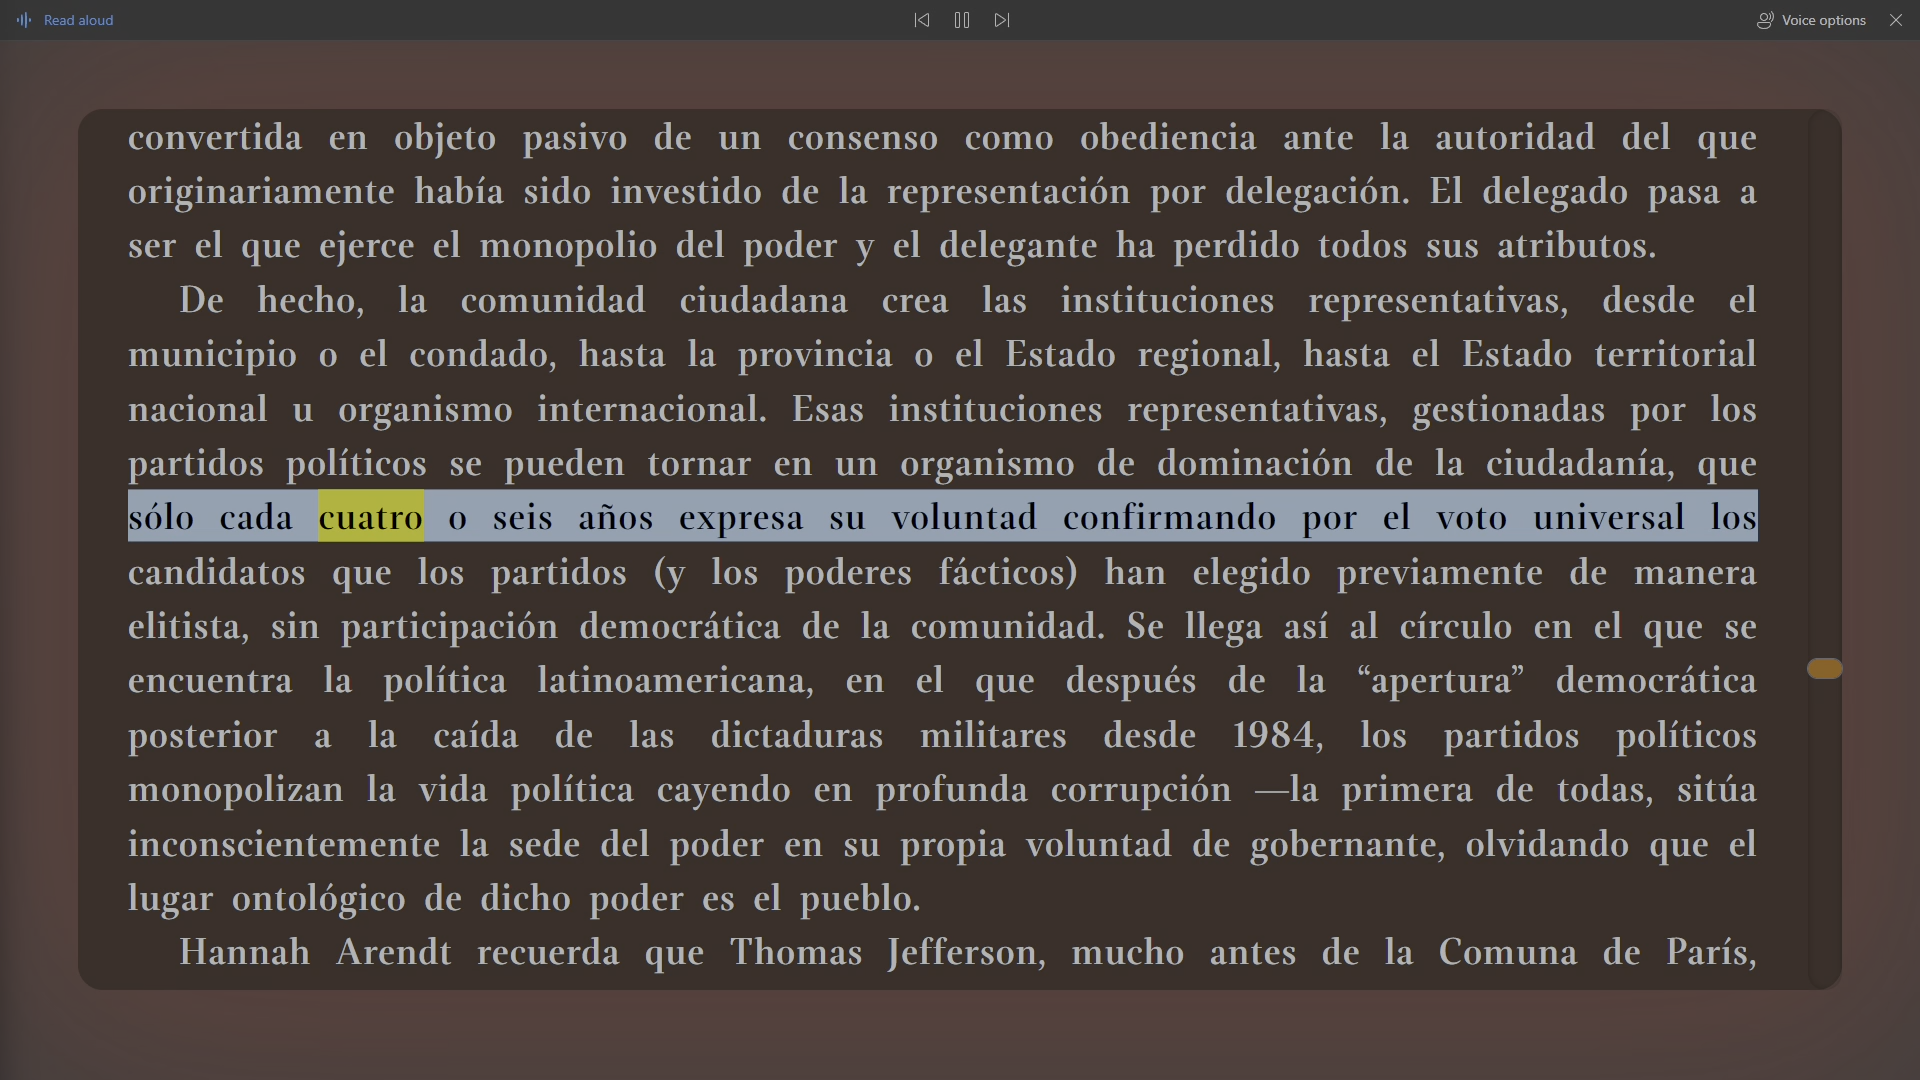 Read aloud
Voice options
convertida en objeto pasivo de un consenso como obediencia ante la autoridad del que
originariamente había sido investido de la representación por delegación. El delegado pasa a
ser el que ejerce el monopolio del poder y el delegante ha perdido todos sus atributos.
De hecho, la comunidad ciudadana crea las instituciones representativas, desde el
municipio o el condado, hasta la provincia o el Estado regional, hasta el Estado territorial
nacional u organismo internacional. Esas instituciones representativas, gestionadas por los
partidos políticos se pueden tornar en un organismo de dominación de la ciudadanía, que
sólo cada cuatro o seis años expresa su voluntad confirmando por el voto universal los
candidatos que los partidos (y los poderes fácticos) han elegido previamente de manera
elitista, sin participación democrática de la comunidad. Se llega así al círculo en el que se
encuentra la política latinoamericana, en el que después de la “apertura” democrática
posterior a la caída de las dictaduras militares desde 1984, los partidos políticos
monopolizan la vida política cayendo en profunda corrupción —la primera de todas, sitúa
inconscientemente la sede del poder en su propia voluntad de gobernante, olvidando que el
lugar ontológico de dicho poder es el pueblo.
Hannah Arendt recuerda que Thomas Jefferson, mucho antes de la Comuna de París,